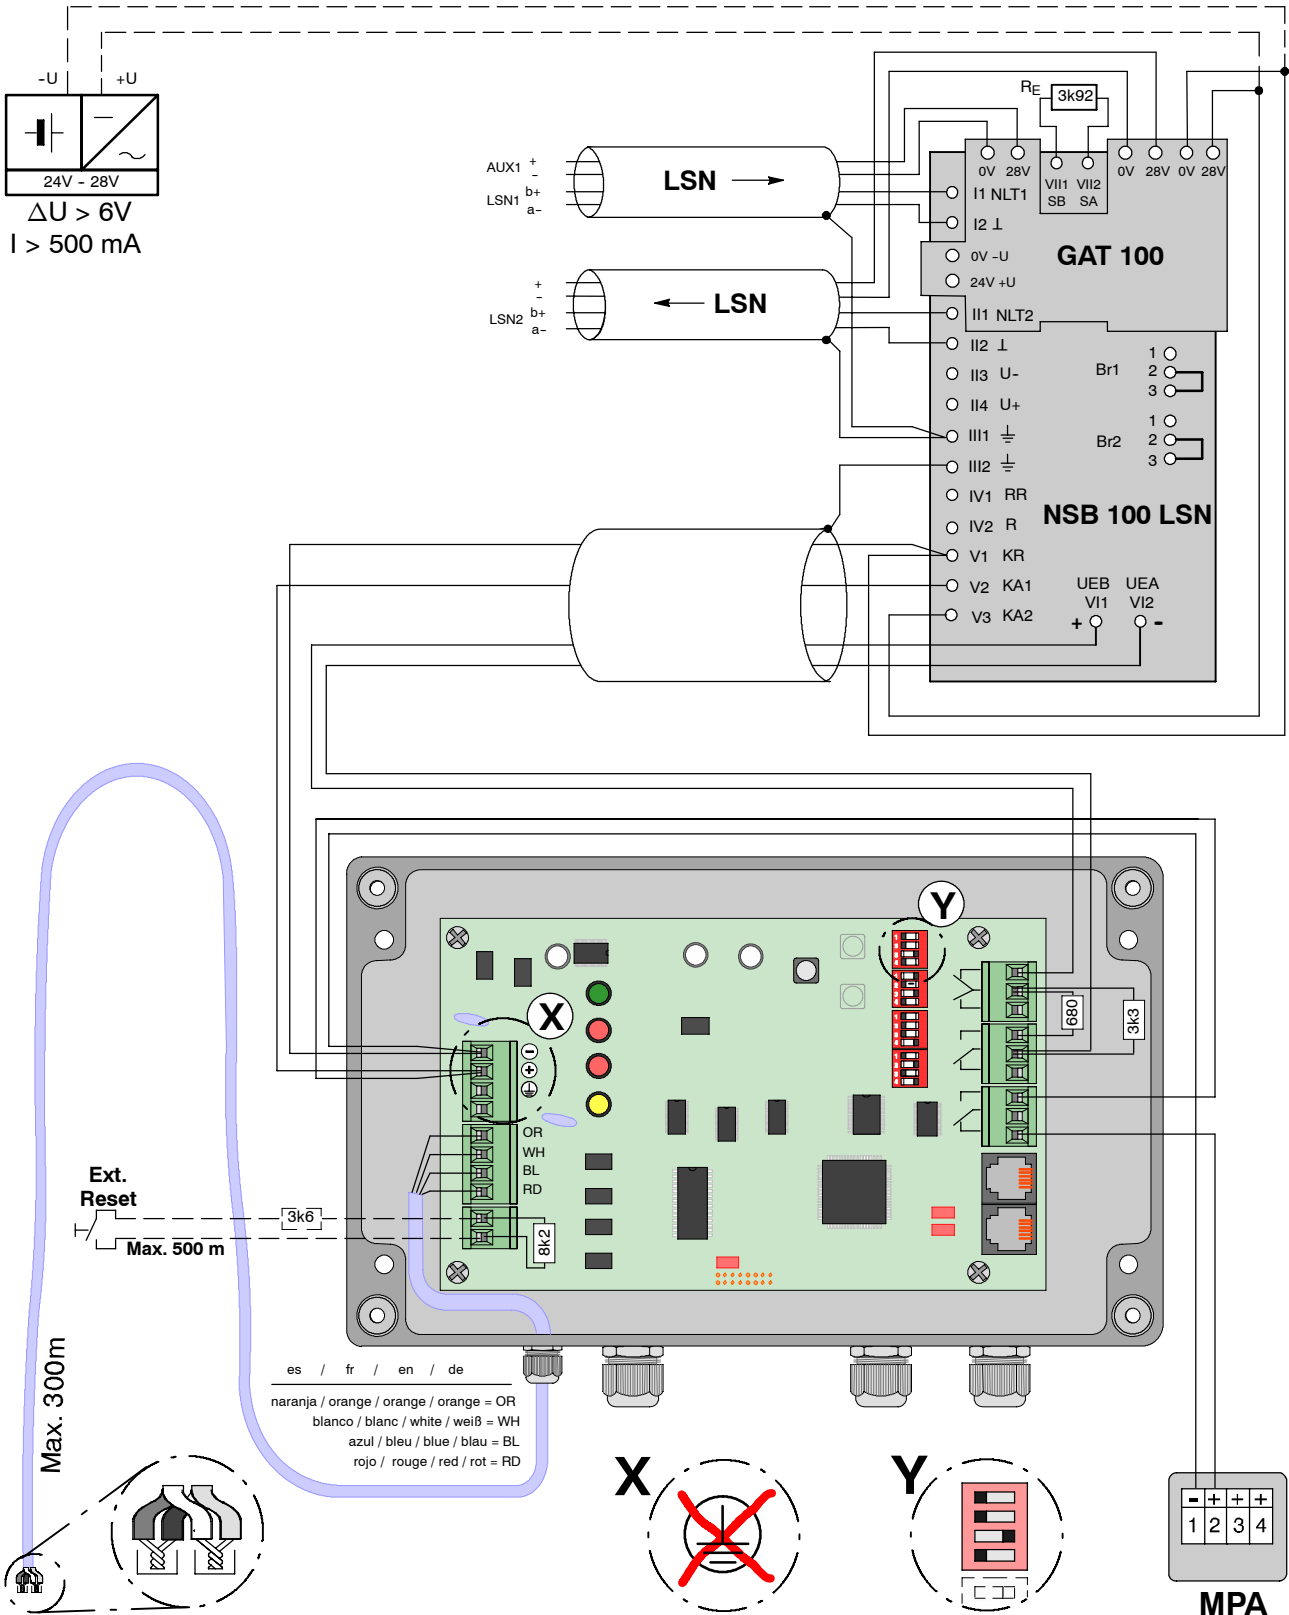 -U +U
24V - 28V
ΔU > 6V
I > 500 mA
RE 3k92
AUX1 + -
LSN1 b+ a-
LSN
LSN2 + - b+ a-
LSN
0V 28V
VII1 VII2
SB SA
0V 28V 0V 28V
I1 NLT1
I2 ⊥
0V -U
24V +U
GAT 100
II1 NLT2
II2 ⊥
II3 U-
II4 U+
III1 ⏚
III2 ⏚
IV1 RR
IV2 R
V1 KR
V2 KA1
V3 KA2
Br1 1 2 3
Br2 1 2 3
NSB 100 LSN
UEB UEA
VI1 VI2
+ -
X
Y
- + ⏚
680
3k3
OR
WH
BL
RD
8k2
3k6
Ext.
Reset
Max. 500 m
Max. 300m
es / fr / en / de
naranja / orange / orange / orange = OR
blanco / blanc / white / weiß = WH
azul / bleu / blue / blau = BL
rojo / rouge / red / rot = RD
X
Y
- + + +
1 2 3 4
MPA